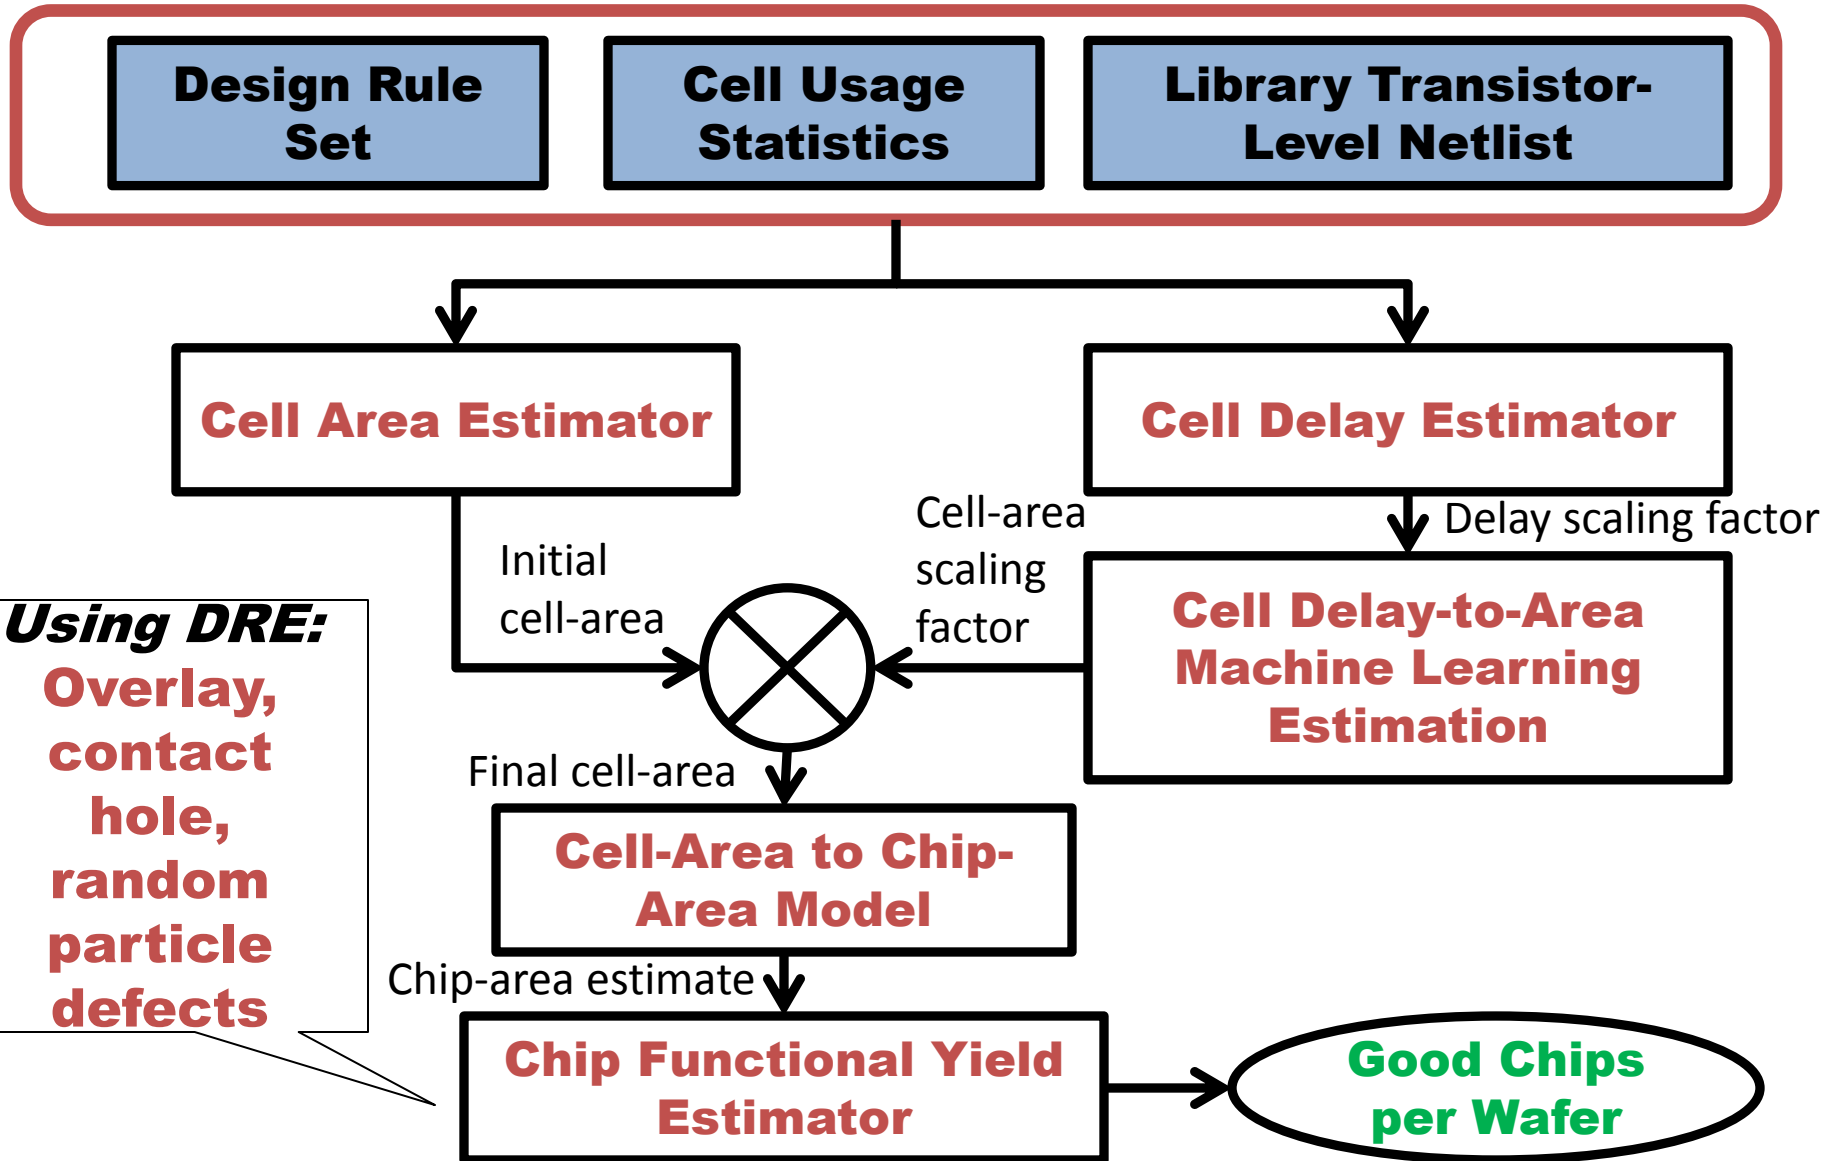 Design Rule
Set
Cell Usage
Statistics
Library Transistor-
Level Netlist
Cell Area Estimator
Cell Delay Estimator
Initial
cell-area
Cell-area
scaling
factor
Delay scaling factor
Cell Delay-to-Area
Machine Learning
Estimation
Using DRE:
Overlay,
contact
hole,
random
particle
defects
Final cell-area
Cell-Area to Chip-
Area Model
Chip-area estimate
Chip Functional Yield
Estimator
Good Chips
per Wafer